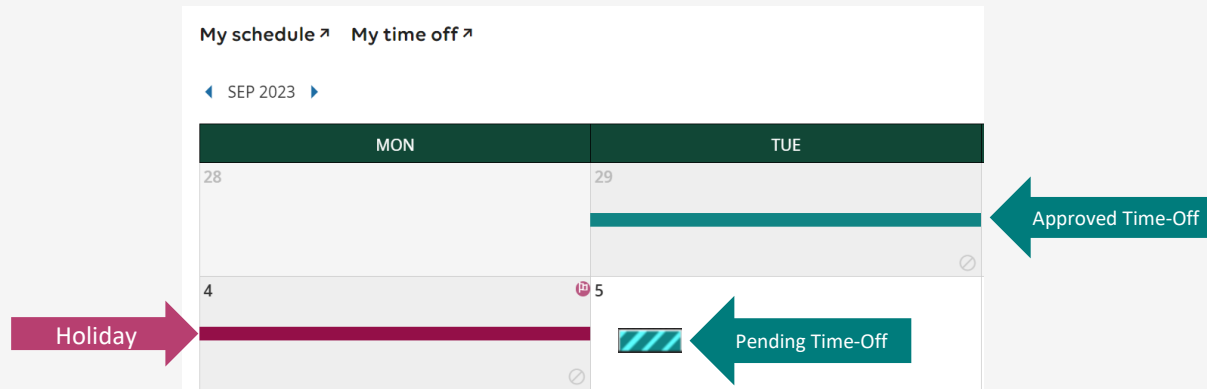 My schedule My time off
SEP 2023
MON TUE
28 29
Approved Time-Off
4 5
Holiday
Pending Time-Off